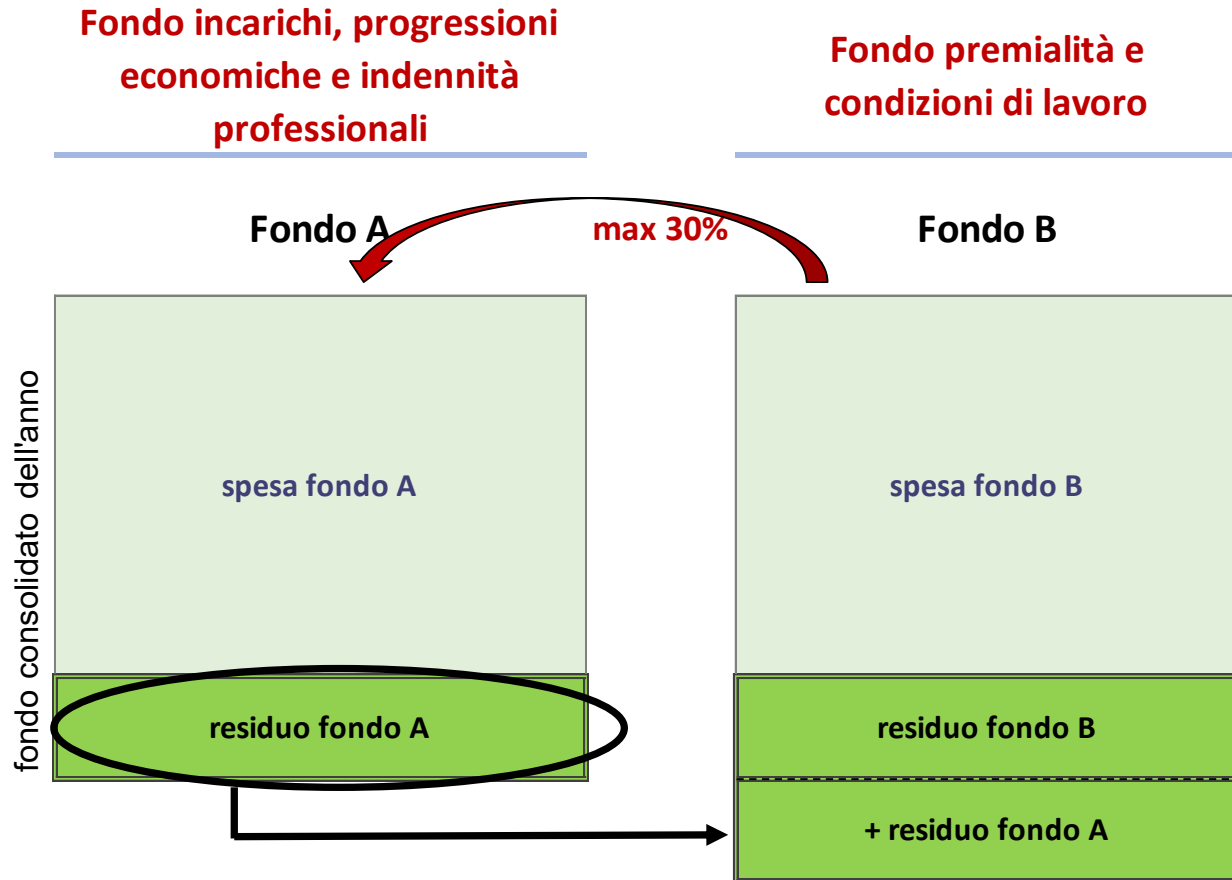 Fondo incarichi, progressioni
economiche e indennità
professionali
Fondo premialità e
condizioni di lavoro
Fondo A
max 30%
Fondo B
fondo consolidato dell'anno
spesa fondo A
spesa fondo B
residuo fondo A
residuo fondo B
+ residuo fondo A